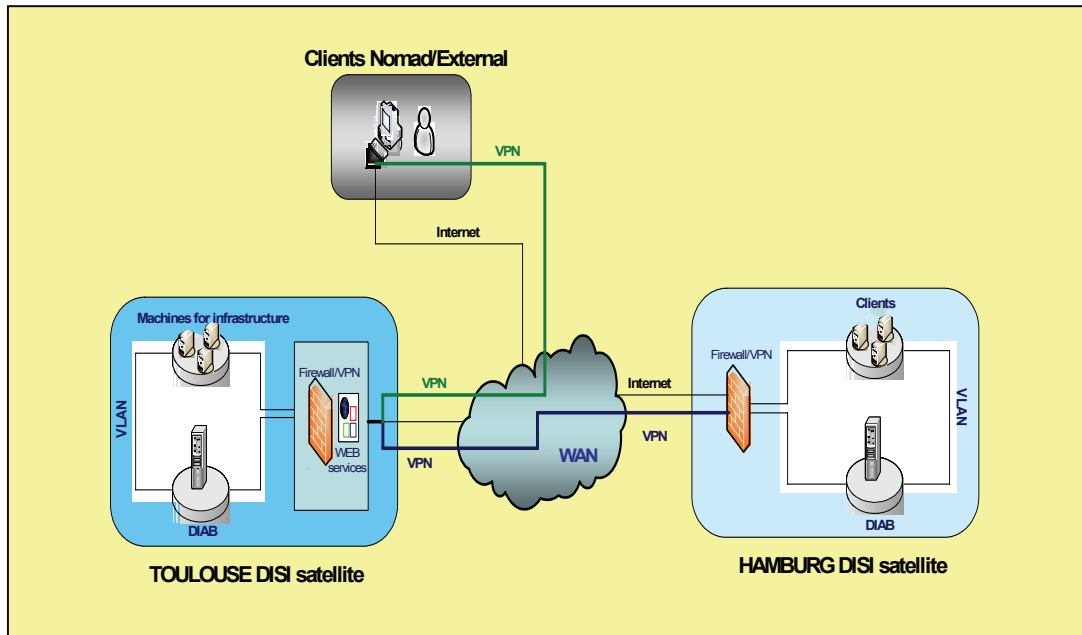 Clients Nomad/External
VPN
Internet
Machines for infrastructure
VLAN
DIAB
Firewall/VPN
WEB
services
VPN
VPN
TOULOUSE DISI satellite
WAN
Internet
VPN
Clients
Firewall/VPN
VLAN
DIAB
HAMBURG DISI satellite